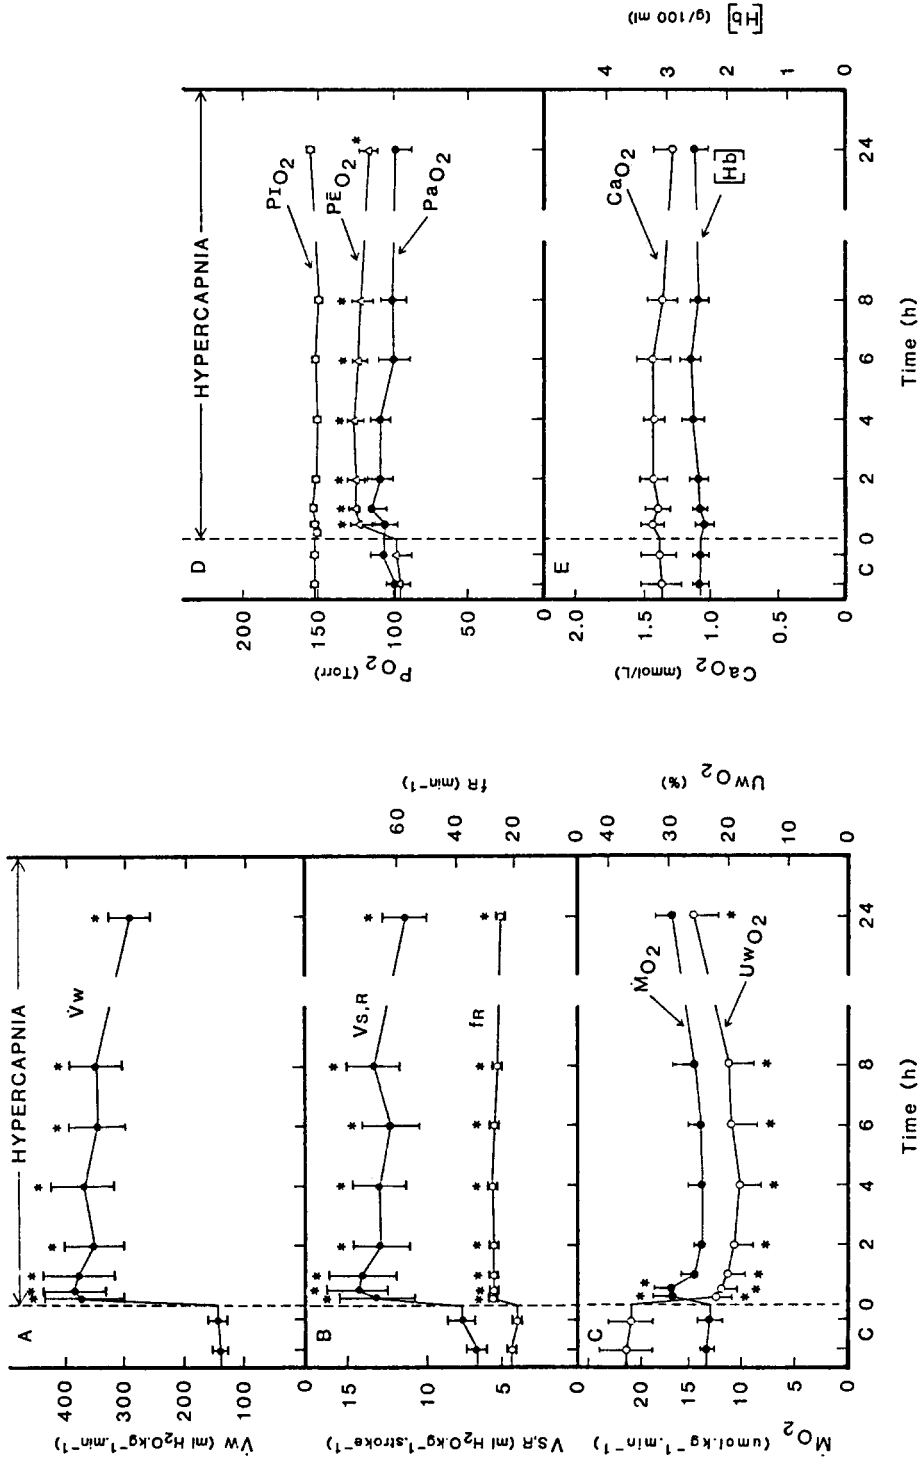 HYPERCAPNIA
A
V̇w
400
300
200
100
0
V̇w (ml H₂O.kg⁻¹.min⁻¹)
* * * * * * * *
B
Vs,R
fR
15
10
5
0
V̇S,R (ml H₂O.kg⁻¹.stroke⁻¹)
60
40
20
0
fR (min⁻¹)
* * * * * * * *
* * * * * * *
C
ṀO₂
UwO₂
20
15
10
5
0
ṀO₂ (umol.kg⁻¹.min⁻¹)
40
30
20
10
0
UwO₂ (%)
* *
* * * * * * * *
C 0 2 4 6 8 24
Time (h)
HYPERCAPNIA
D
PIO₂
PĒO₂
PaO₂
200
150
100
50
0
PO₂ (Torr)
* * * * * * *
E
CaO₂
[Hb]
2.0
1.5
1.0
0.5
0
CaO₂ (mmol/L)
4
3
2
1
0
[Hb] (g/100 ml)
C 0 2 4 6 8 24
Time (h)